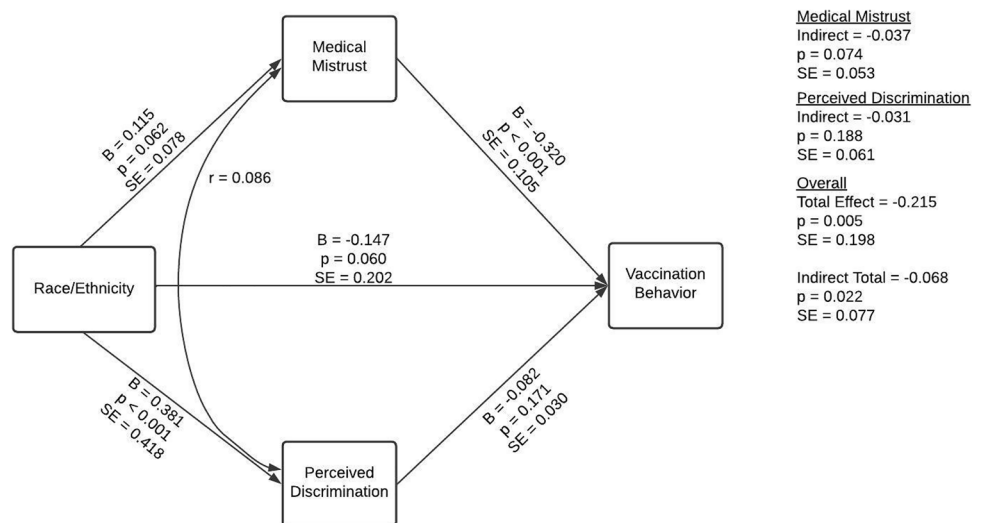 Medical
Mistrust
B = 0.115
p = 0.062
SE = 0.078
r = 0.086
B = -0.320
p < 0.001
SE = 0.105
Race/Ethnicity
B = -0.147
p = 0.060
SE = 0.202
Vaccination
Behavior
B = 0.381
p < 0.001
SE = 0.418
B = -0.082
p = 0.171
SE = 0.030
Perceived
Discrimination
Medical Mistrust
Indirect = -0.037
p = 0.074
SE = 0.053
Perceived Discrimination
Indirect = -0.031
p = 0.188
SE = 0.061
Overall
Total Effect = -0.215
p = 0.005
SE = 0.198
Indirect Total = -0.068
p = 0.022
SE = 0.077